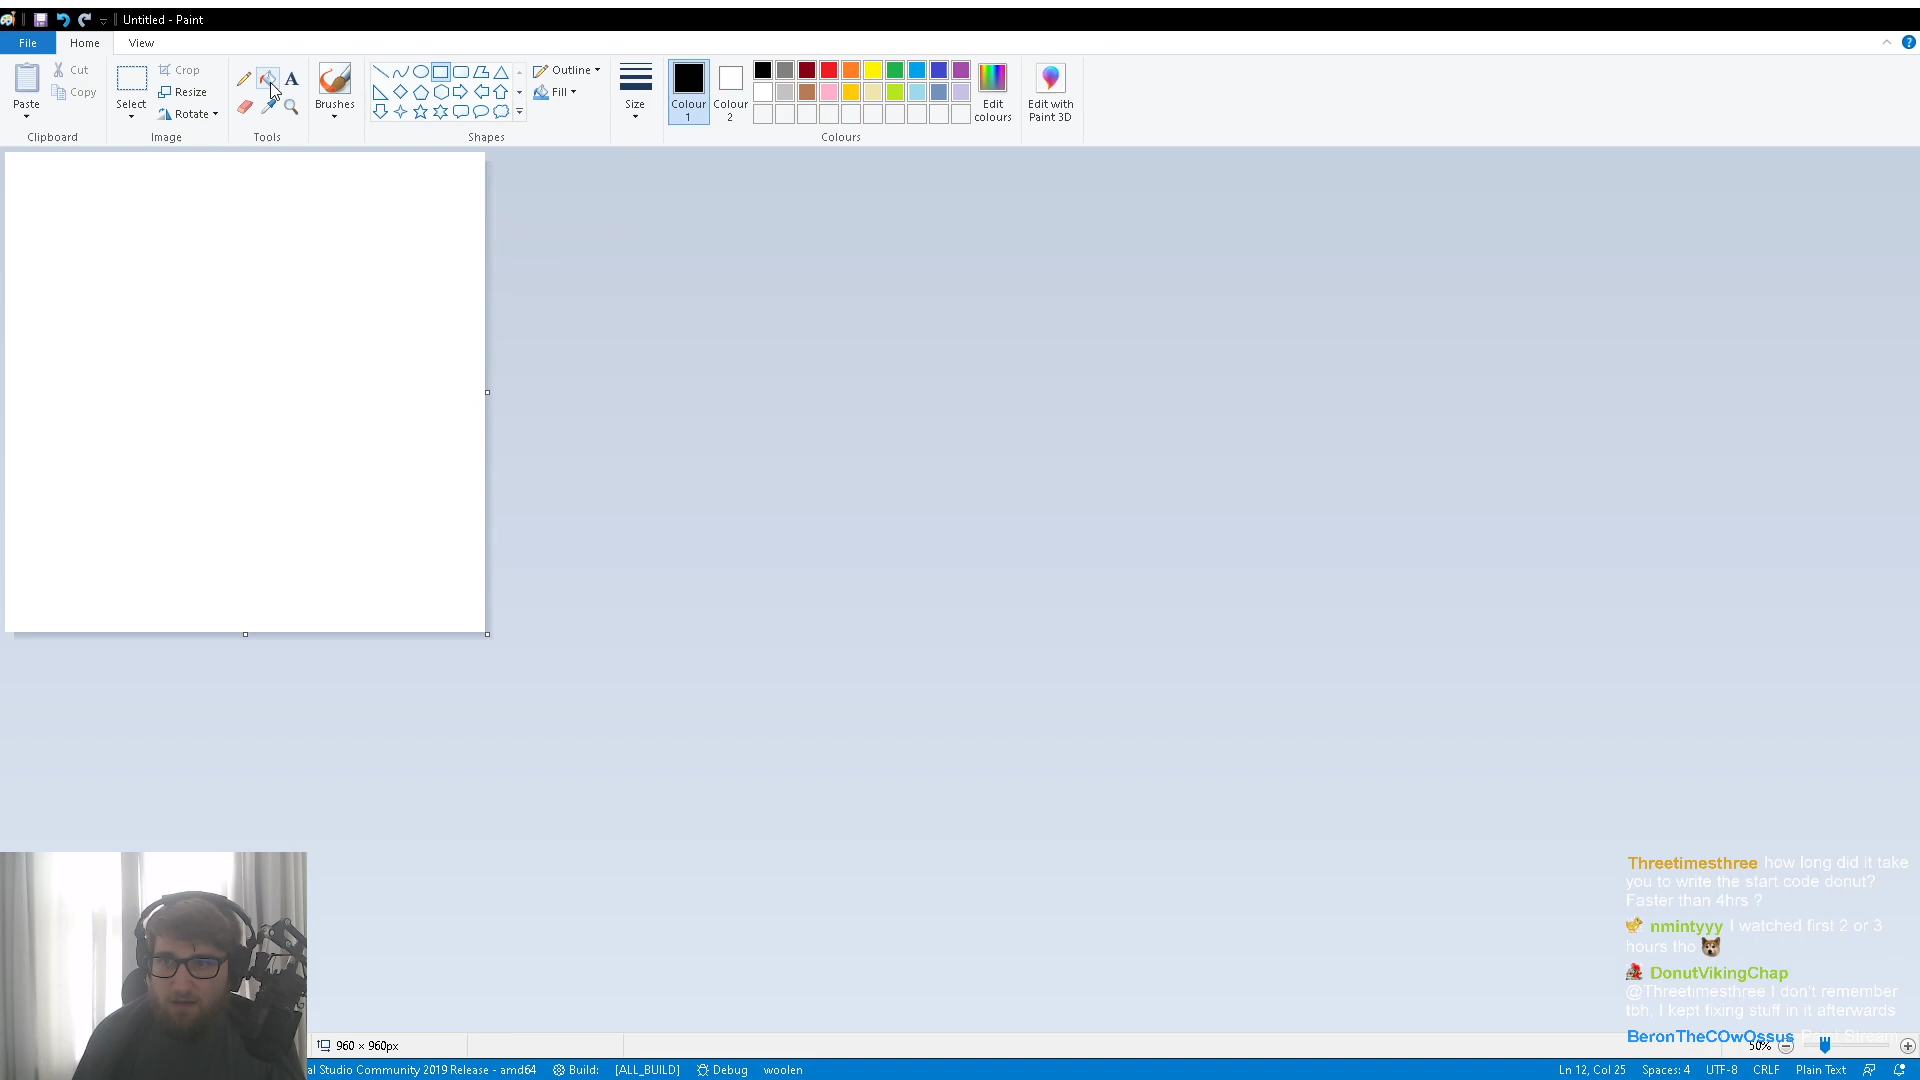 Untitled - Paint
File Home View
Paste Cut Copy Clipboard
Select Crop Resize Rotate Image
A Tools
Brushes
Shapes Outline Fill
Size
Colour 1 Colour 2 Edit colours Colours
Edit with Paint 3D
Threetimesthree how long did it take
you to write the start code donut?
Faster than 4hrs ?
nmintyyy I watched first 2 or 3
hours tho
DonutVikingChap
@Threetimesthree I don't remember
tbh, I kept fixing stuff in it afterwards
BeronTheCOwOssus Paint Stream
960 × 960px 50%
al Studio Community 2019 Release - amd64 Build: [ALL_BUILD] Debug woolen Ln 12, Col 25 Spaces: 4 UTF-8 CRLF Plain Text